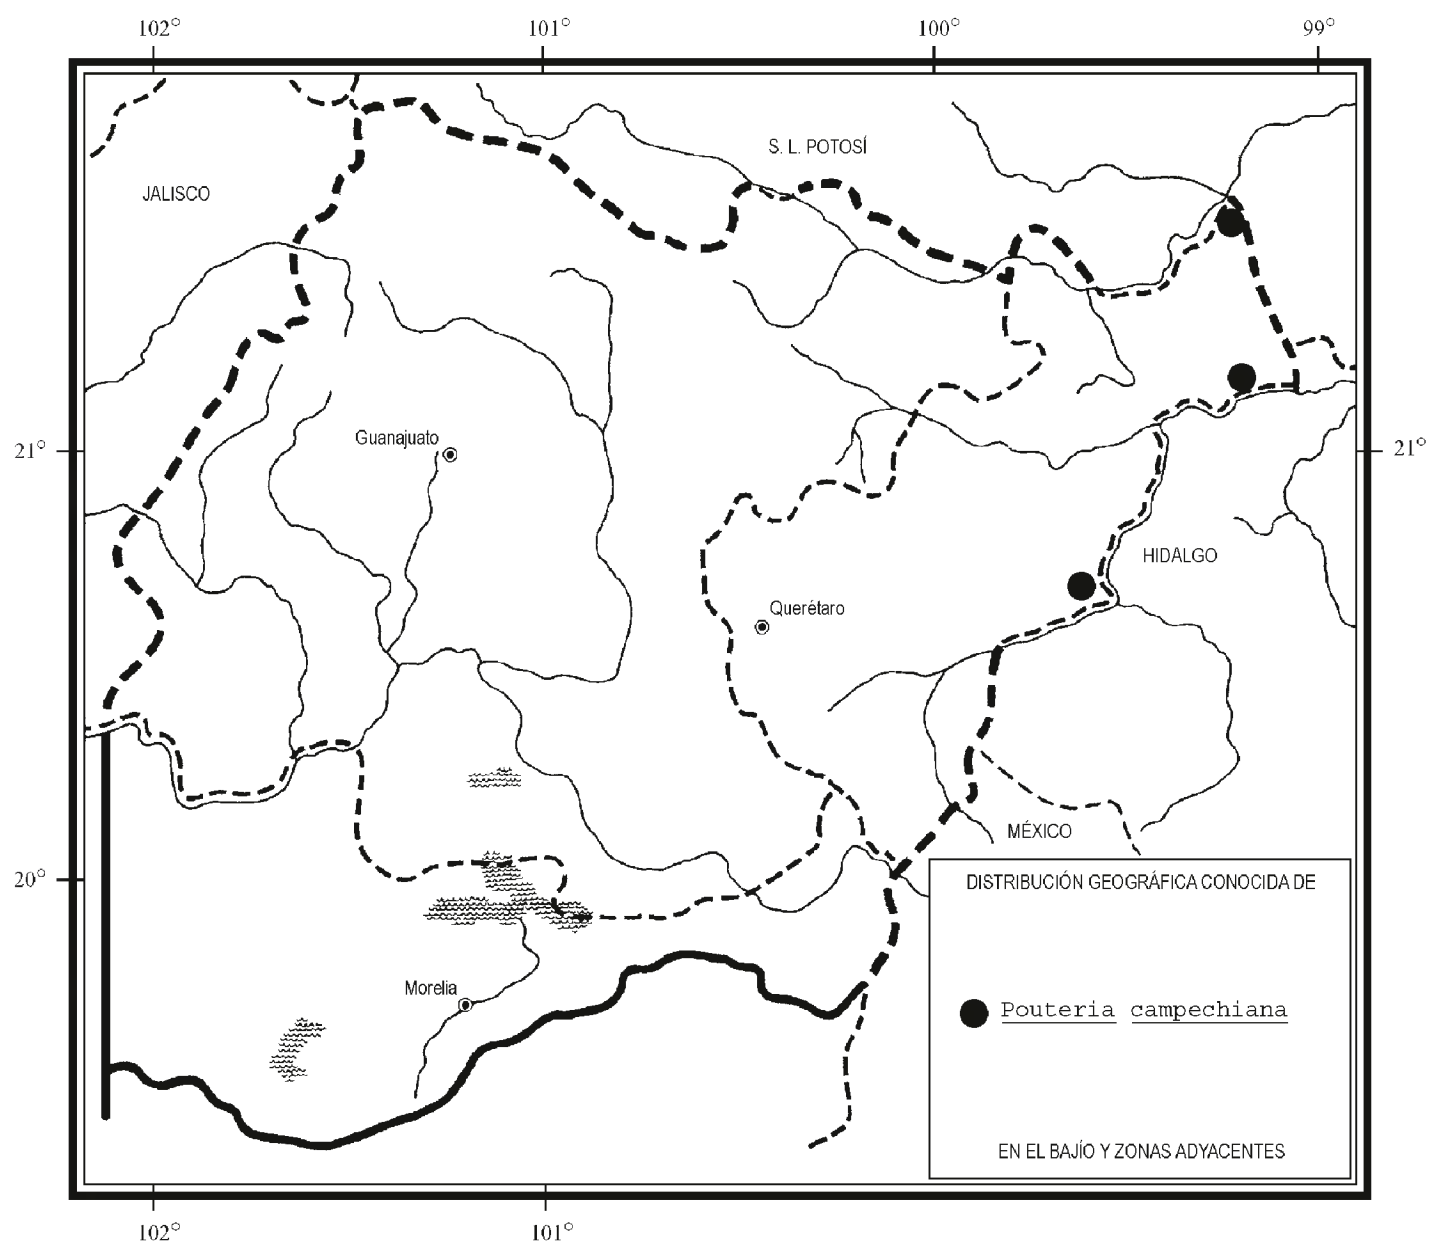 102° 101° 100° 99°
S. L. POTOSÍ
JALISCO
Guanajuato
21° 21°
HIDALGO
Querétaro
MÉXICO
20°
DISTRIBUCIÓN GEOGRÁFICA CONOCIDA DE
Morelia
Pouteria campechiana
EN EL BAJÍO Y ZONAS ADYACENTES
102° 101°